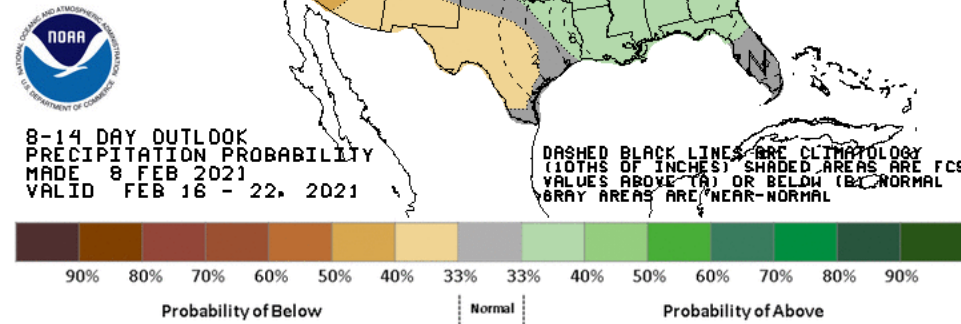 NATIONAL OCEANIC AND ATMOSPHERIC ADMINISTRATION
NOAA
U.S. DEPARTMENT OF COMMERCE
6
N
8-14 DAY OUTLOOK
PRECIPITATION PROBABILITY
MADE 8 FEB 2021
VALID FEB 16 - 22, 2021
DASHED BLACK LINES ARE CLIMATOLOGY
(10THS OF INCHES) SHADED AREAS ARE FCS
VALUES ABOVE (A) OR BELOW (B) NORMAL
GRAY AREAS ARE NEAR-NORMAL
90% 80% 70% 60% 50% 40% 33% 33% 40% 50% 60% 70% 80% 90%
Probability of Below Normal Probability of Above